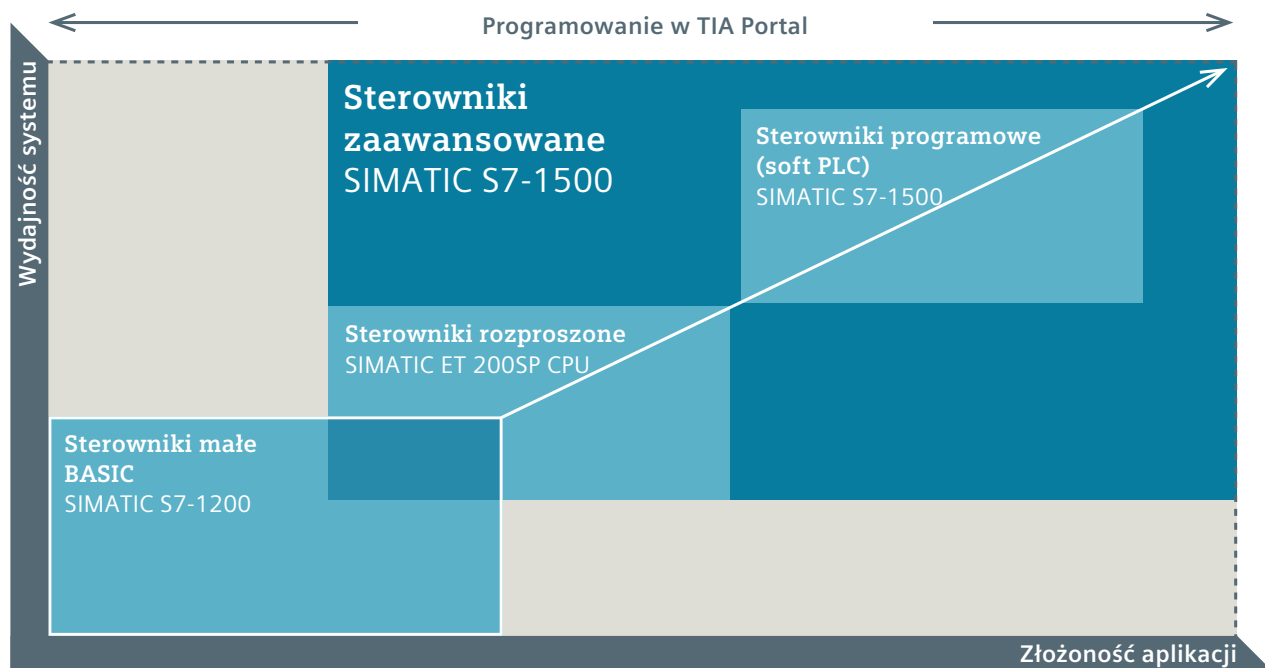 Programowanie w TIA Portal
Wydajność systemu
Sterowniki
zaawansowane
SIMATIC S7-1500
Sterowniki programowe
(soft PLC)
SIMATIC S7-1500
Sterowniki rozproszone
SIMATIC ET 200SP CPU
Sterowniki małe
BASIC
SIMATIC S7-1200
Złożoność aplikacji